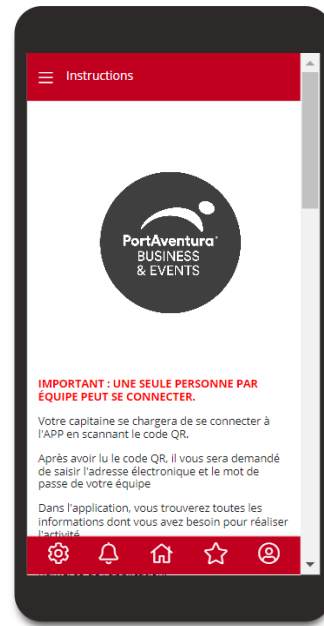 Instructions
PortAventura
BUSINESS
& EVENTS
IMPORTANT : UNE SEULE PERSONNE PAR
ÉQUIPE PEUT SE CONNECTER.
Votre capitaine se chargera de se connecter à
l'APP en scannant le code QR.
Après avoir lu le code QR, il vous sera demandé
de saisir l'adresse électronique et le mot de
passe de votre équipe
Dans l'application, vous trouverez toutes les
informations dont vous avez besoin pour réaliser
l'activité